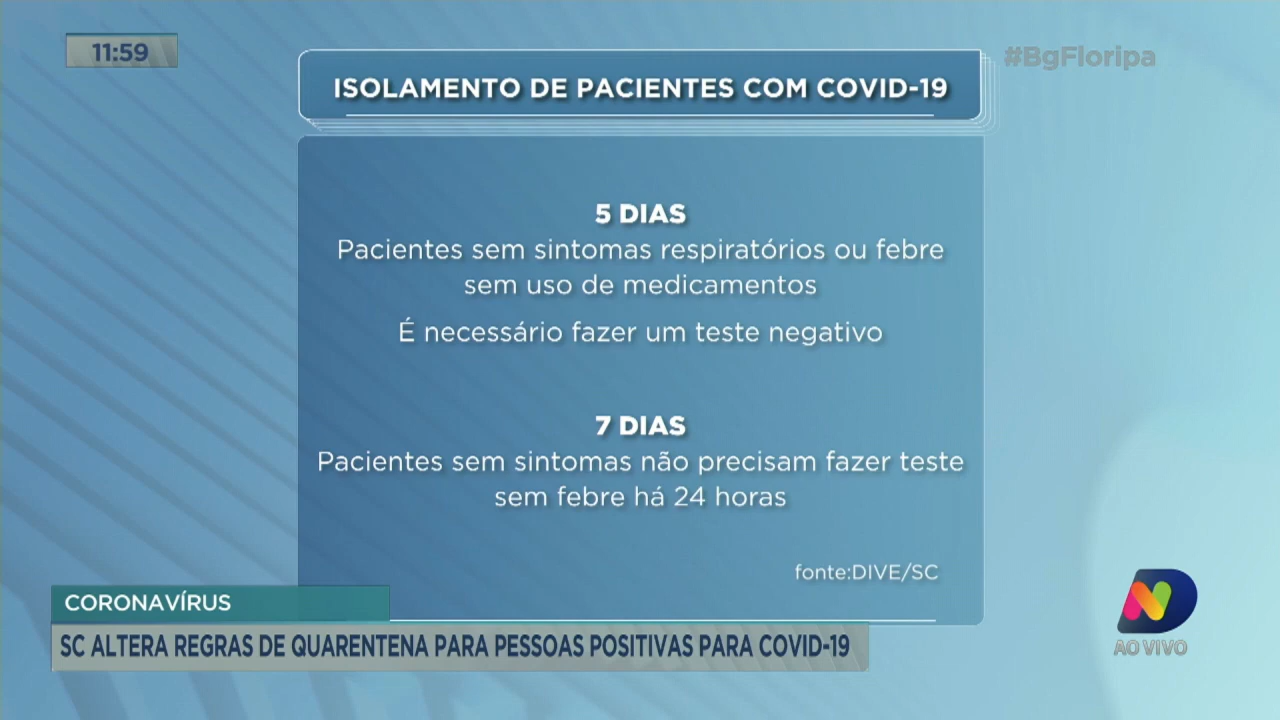 11:59
#BgFloripa
ISOLAMENTO DE PACIENTES COM COVID-19
5 DIAS
Pacientes sem sintomas respiratórios ou febre
sem uso de medicamentos
É necessário fazer um teste negativo
7 DIAS
Pacientes sem sintomas não precisam fazer teste
sem febre há 24 horas
fonte:DIVE/SC
CORONAVÍRUS
SC ALTERA REGRAS DE QUARENTENA PARA PESSOAS POSITIVAS PARA COVID-19
AO VIVO